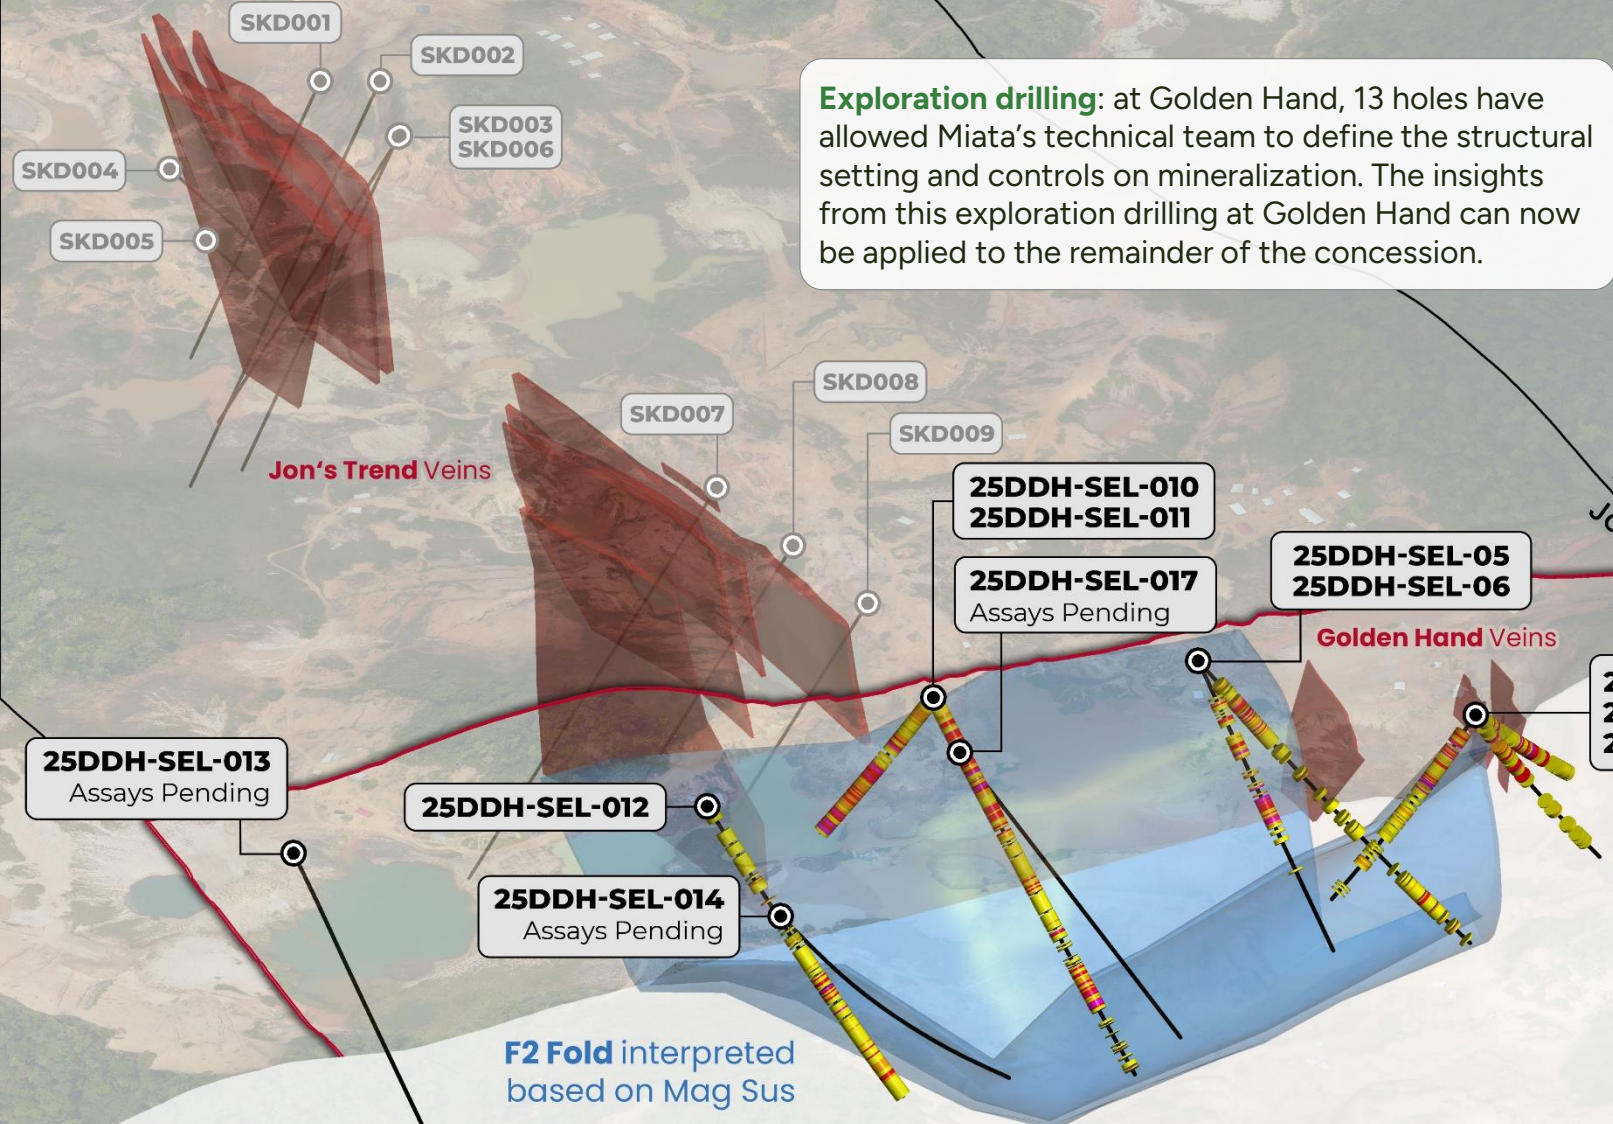 SKD001
SKD002
SKD003
SKD006
SKD004
SKD005
Exploration drilling: at Golden Hand, 13 holes have
allowed Miata’s technical team to define the structural
setting and controls on mineralization. The insights
from this exploration drilling at Golden Hand can now
be applied to the remainder of the concession.
SKD008
SKD007
SKD009
Jon‘s Trend Veins
25DDH-SEL-010
25DDH-SEL-011
25DDH-SEL-017
Assays Pending
25DDH-SEL-05
25DDH-SEL-06
Golden Hand Veins
25DDH-SEL-013
Assays Pending
25DDH-SEL-012
25DDH-SEL-014
Assays Pending
F2 Fold interpreted
based on Mag Sus